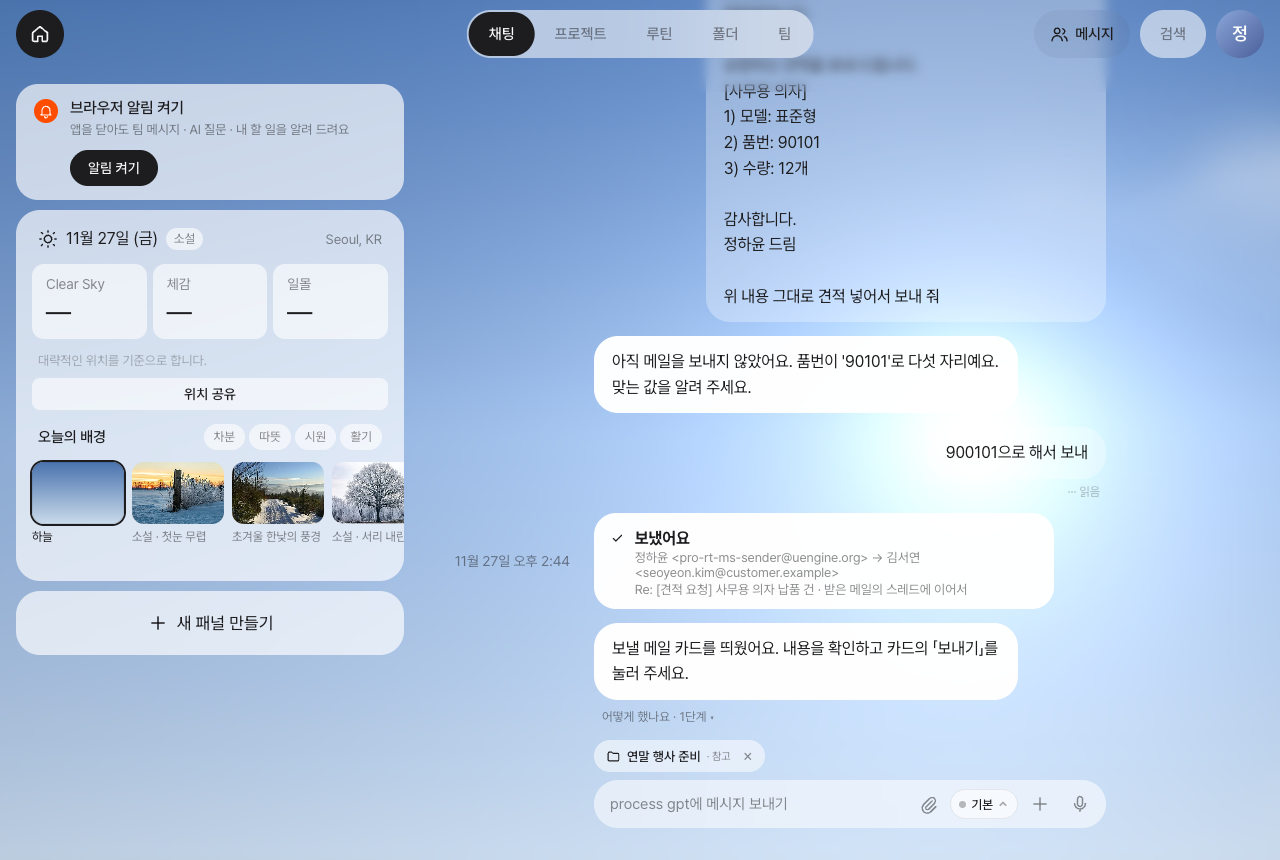 채팅
프로젝트
루틴
폴더
팀
메시지
검색
정
브라우저 알림 켜기
앱을 닫아도 팀 메시지 · AI 질문 · 내 할 일을 알려 드려요
알림 켜기
11월 27일 (금)
소설
Seoul, KR
Clear Sky
—
체감
—
일몰
—
대략적인 위치를 기준으로 합니다.
위치 공유
오늘의 배경
차분
따뜻
시원
활기
하늘
소설 · 첫눈 무렵
초겨울 한낮의 풍경
소설 · 서리 내린
새 패널 만들기
[사무용 의자]
1) 모델: 표준형
2) 품번: 90101
3) 수량: 12개
감사합니다.
정하윤 드림
위 내용 그대로 견적 넣어서 보내 줘
아직 메일을 보내지 않았어요. 품번이 '90101'로 다섯 자리예요.
맞는 값을 알려 주세요.
900101으로 해서 보내
··· 읽음
11월 27일 오후 2:44
보냈어요
정하윤 <pro-rt-ms-sender@uengine.org> → 김서연
<seoyeon.kim@customer.example>
Re: [견적 요청] 사무용 의자 납품 건 · 받은 메일의 스레드에 이어서
보낼 메일 카드를 띄웠어요. 내용을 확인하고 카드의 「보내기」를
눌러 주세요.
어떻게 했나요 · 1단계
연말 행사 준비 · 참고
process gpt에 메시지 보내기
기본